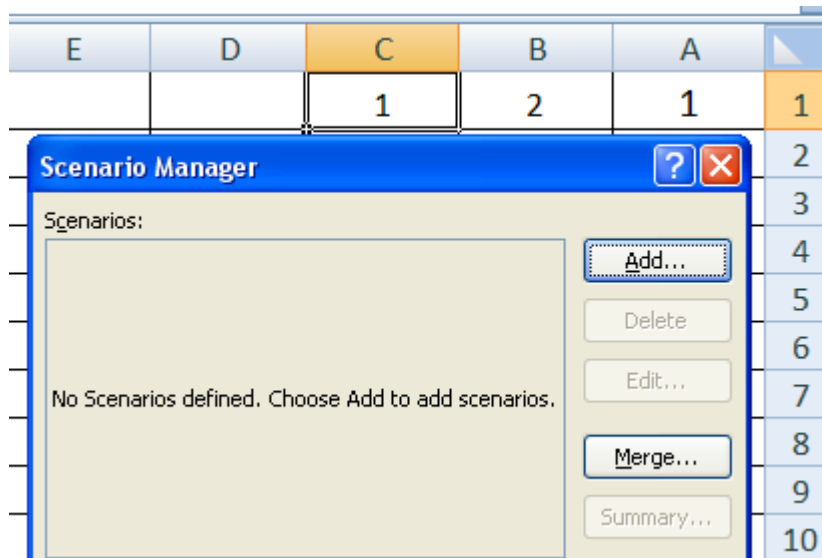 E D C B A
1 2 1 1
Scenario Manager ? X
2
Scenarios:
3
Add...
4
5
Delete
6
Edit...
No Scenarios defined. Choose Add to add scenarios.
7
Merge...
8
9
Summary...
10